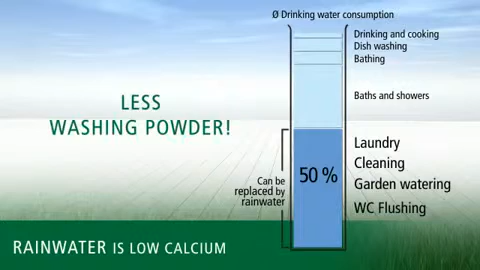 Ø Drinking water consumption
Drinking and cooking
Dish washing
Bathing
Baths and showers
LESS
WASHING POWDER!
Laundry
Cleaning
Garden watering
WC Flushing
50 %
Can be
replaced by
rainwater
RAINWATER IS LOW CALCIUM